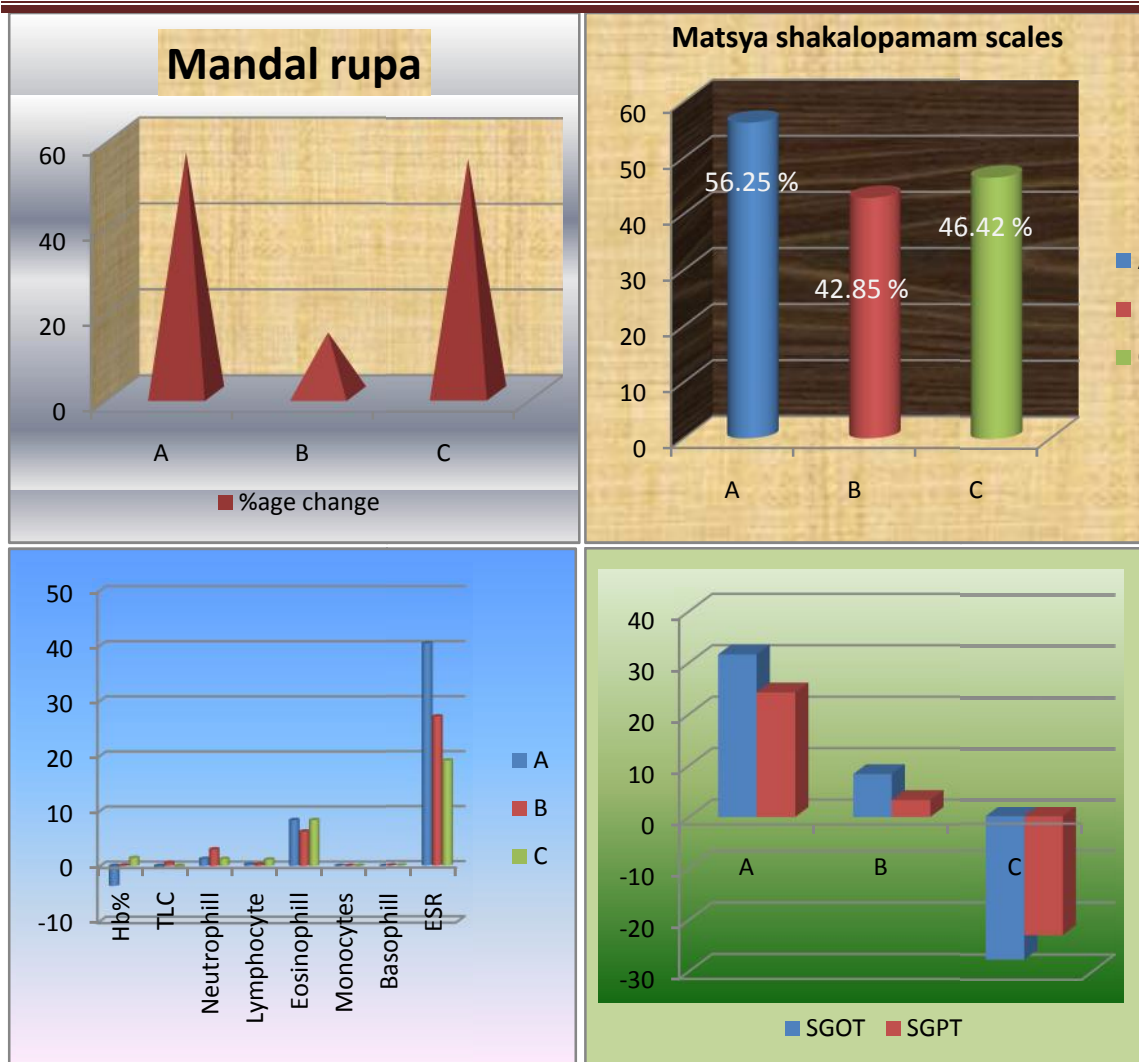 Mandal rupa
60
40
20
0
A B C
%age change
Matsya shakalopamam scales
60
50
40
30
20
10
0
56.25 %
42.85 %
46.42 %
A B C
50
40
30
20
10
0
-10
Hb%
TLC
Neutrophill
Lymphocyte
Eosinophill
Monocytes
Basophill
ESR
A
B
C
40
30
20
10
0
-10
-20
-30
A B C
SGOT SGPT